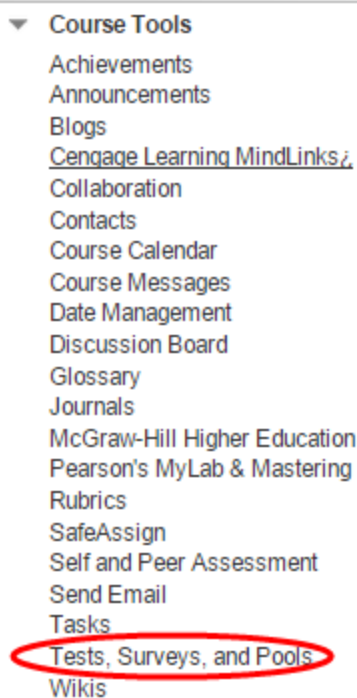 Course Tools
Achievements
Announcements
Blogs
Cengage Learning MindLinks¿
Collaboration
Contacts
Course Calendar
Course Messages
Date Management
Discussion Board
Glossary
Journals
McGraw-Hill Higher Education
Pearson's MyLab & Mastering
Rubrics
SafeAssign
Self and Peer Assessment
Send Email
Tasks
Tests, Surveys, and Pools
Wikis